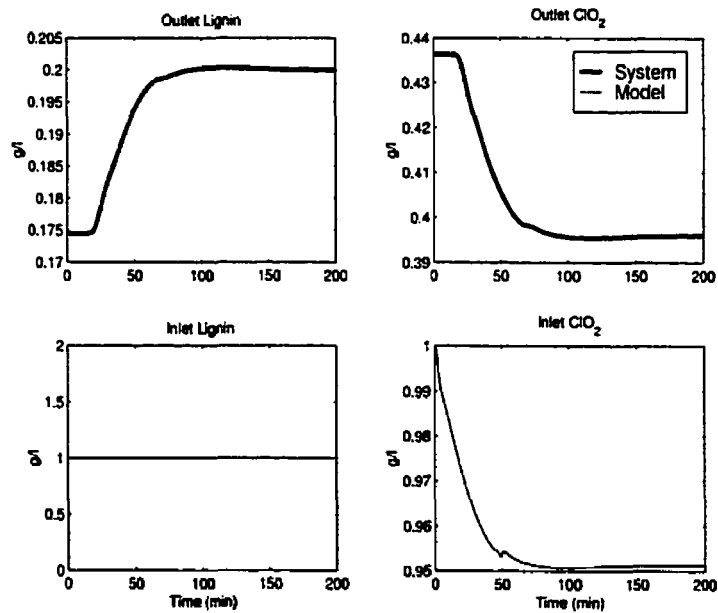 Outlet Lignin
0.205
0.2
0.195
0.19
0.185
0.18
0.175
0.17
g/l
0 50 100 150 200
Outlet ClO2
0.44
0.43
0.42
0.41
0.4
0.39
g/l
0 50 100 150 200
System
Model
Inlet Lignin
2
1.5
1
0.5
0
g/l
0 50 100 150 200
Time (min)
Inlet ClO2
1
0.99
0.98
0.97
0.96
0.95
g/l
0 50 100 150 200
Time (min)